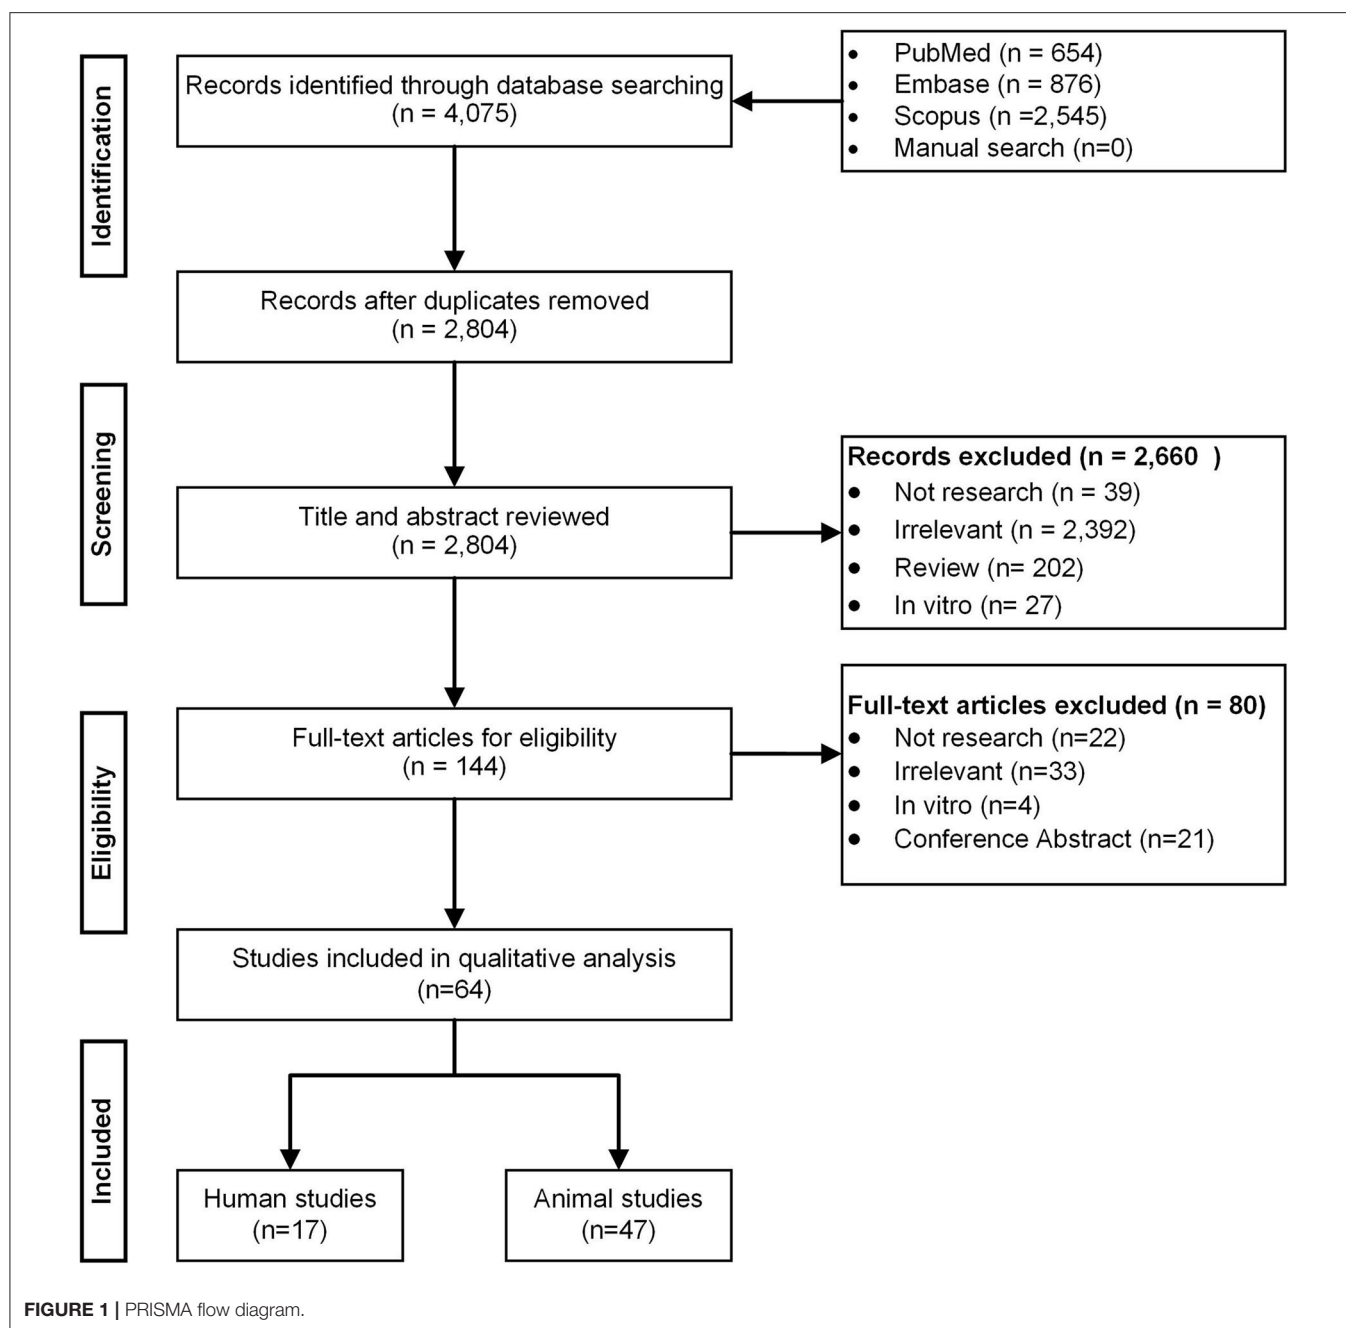 Identification
Records identified through database searching
(n = 4,075)
• PubMed (n = 654)
• Embase (n = 876)
• Scopus (n =2,545)
• Manual search (n=0)
Records after duplicates removed
(n = 2,804)
Screening
Title and abstract reviewed
(n = 2,804)
Records excluded (n = 2,660 )
• Not research (n = 39)
• Irrelevant (n = 2,392)
• Review (n= 202)
• In vitro (n= 27)
Eligibility
Full-text articles for eligibility
(n = 144)
Full-text articles excluded (n = 80)
• Not research (n=22)
• Irrelevant (n=33)
• In vitro (n=4)
• Conference Abstract (n=21)
Studies included in qualitative analysis
(n=64)
Included
Human studies
(n=17)
Animal studies
(n=47)
FIGURE 1 | PRISMA flow diagram.